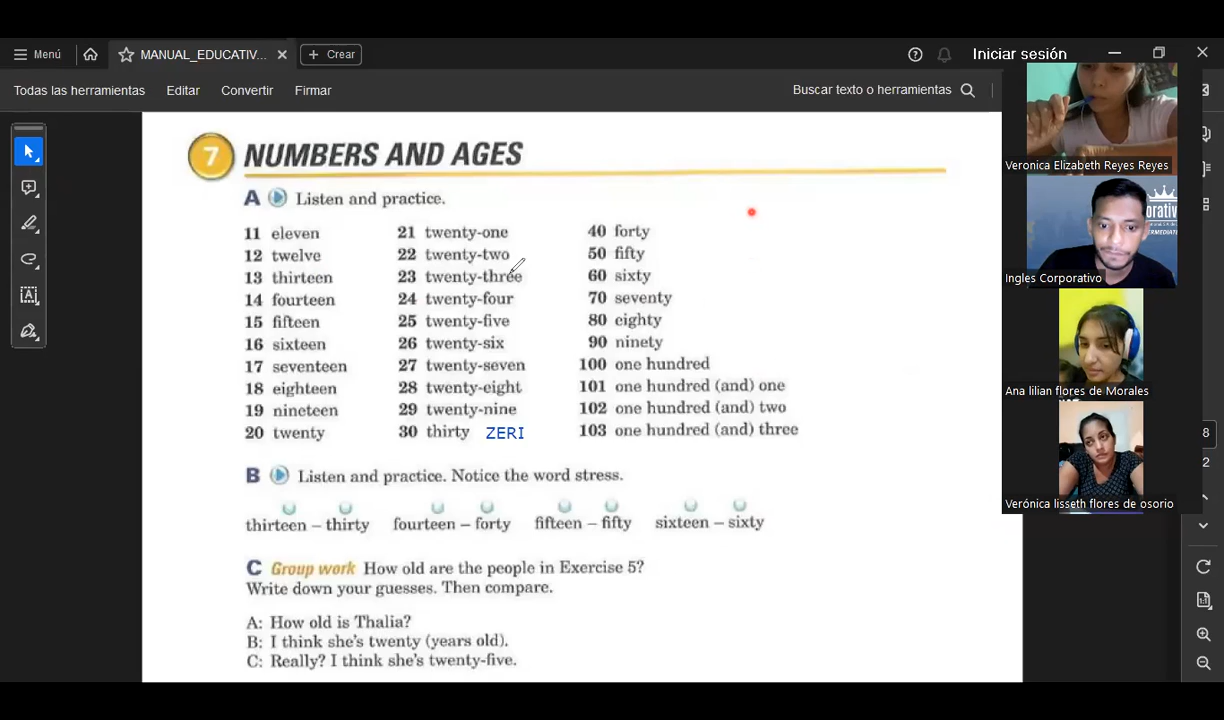 Menú
MANUAL_EDUCATIV...
Crear
Iniciar sesión
Todas las herramientas
Editar
Convertir
Firmar
Buscar texto o herramientas
7 NUMBERS AND AGES
A Listen and practice.
11 eleven
12 twelve
13 thirteen
14 fourteen
15 fifteen
16 sixteen
17 seventeen
18 eighteen
19 nineteen
20 twenty
21 twenty-one
22 twenty-two
23 twenty-three
24 twenty-four
25 twenty-five
26 twenty-six
27 twenty-seven
28 twenty-eight
29 twenty-nine
30 thirty ZERI
40 forty
50 fifty
60 sixty
70 seventy
80 eighty
90 ninety
100 one hundred
101 one hundred (and) one
102 one hundred (and) two
103 one hundred (and) three
B Listen and practice. Notice the word stress.
thirteen – thirty fourteen – forty fifteen – fifty sixteen – sixty
C Group work How old are the people in Exercise 5?
Write down your guesses. Then compare.
A: How old is Thalia?
B: I think she's twenty (years old).
C: Really? I think she's twenty-five.
Veronica Elizabeth Reyes Reyes
Ingles Corporativo
Ana lilian flores de Morales
Verónica lisseth flores de osorio
8
2